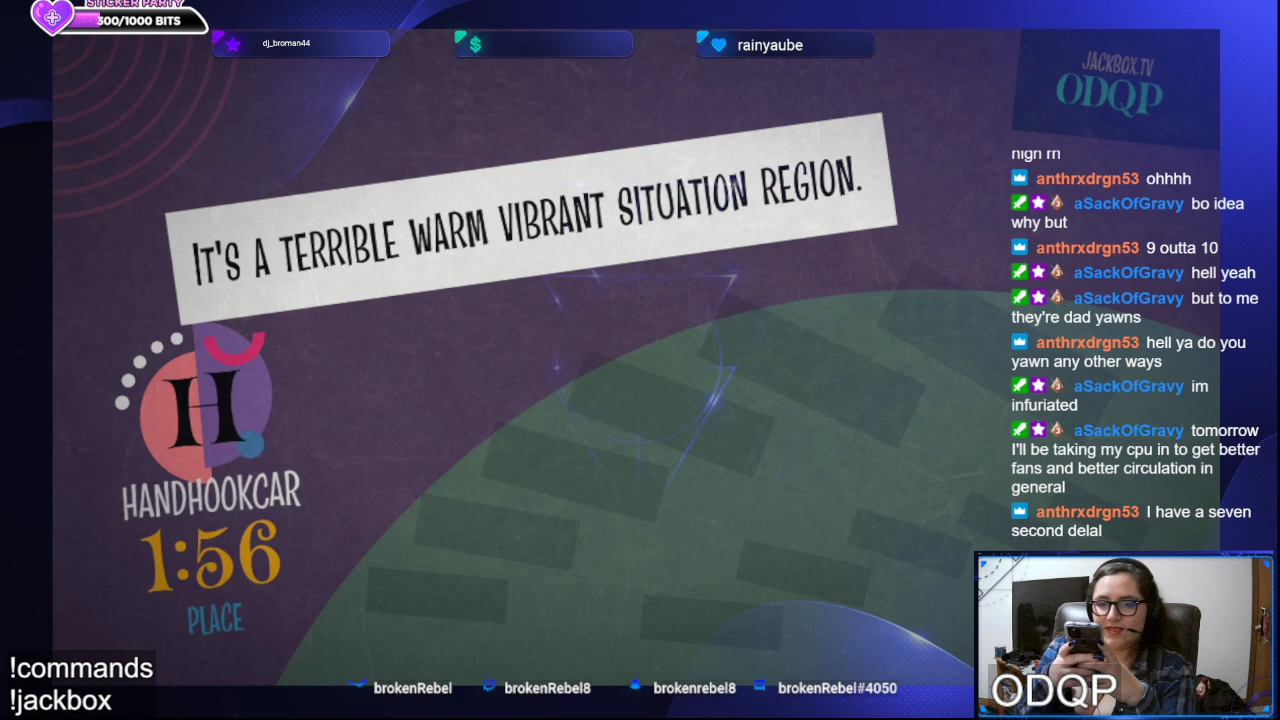 STICKER PARTY
300/1000 BITS
dj_broman44
$
rainyaube
JACKBOX.TV
ODQP
IT'S A TERRIBLE WARM VIBRANT SITUATION REGION.
H
HANDHOOKCAR
1:56
PLACE
nign rn
anthrxdrgn53 ohhhh
aSackOfGravy bo idea
why but
anthrxdrgn53 9 outta 10
aSackOfGravy hell yeah
aSackOfGravy but to me
they're dad yawns
anthrxdrgn53 hell ya do you
yawn any other ways
aSackOfGravy im
infuriated
aSackOfGravy tomorrow
I'll be taking my cpu in to get better
fans and better circulation in
general
anthrxdrgn53 I have a seven
second delal
!commands
!jackbox
brokenRebel
brokenRebel8
brokenrebel8
brokenRebel#4050
ODQP